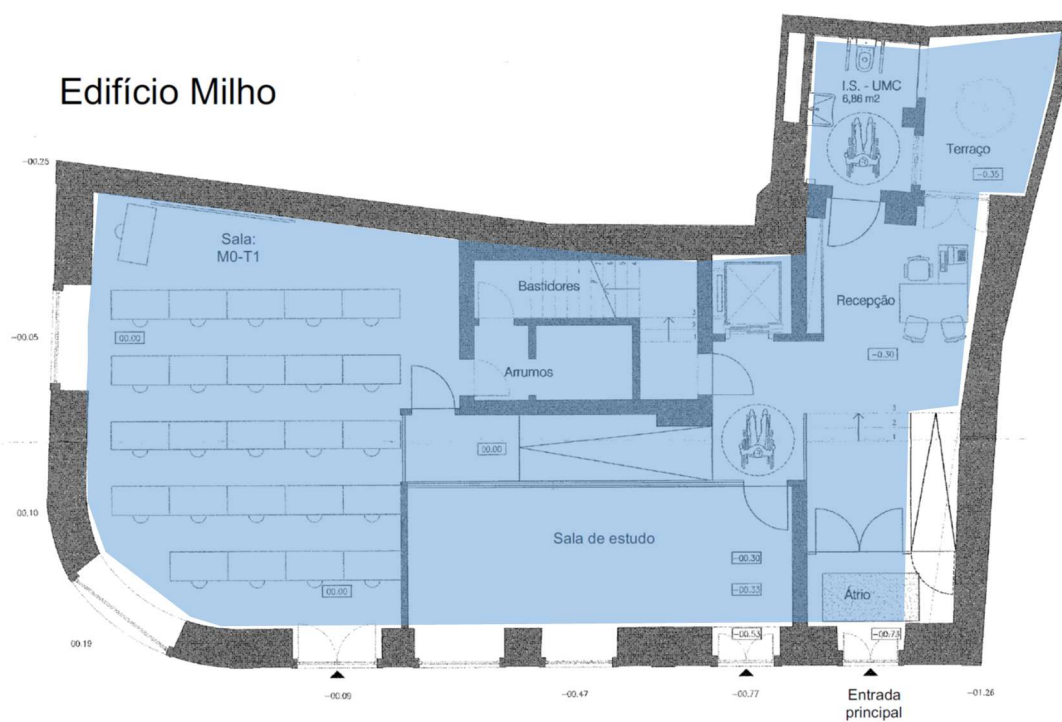 Edifício Milho
I.S. - UMC
6,86 m2
Terraço
-0.35
-00.25
Sala:
M0-T1
Bastidores
Recepção
-00.05
00.00
-0.30
Arrumos
00.00
00.10
Sala de estudo
-00.30
-00.33
00.00
Átrio
00.19
-00.53
-00.73
-00.09
-00.47
-00.77
Entrada
principal
-01.26